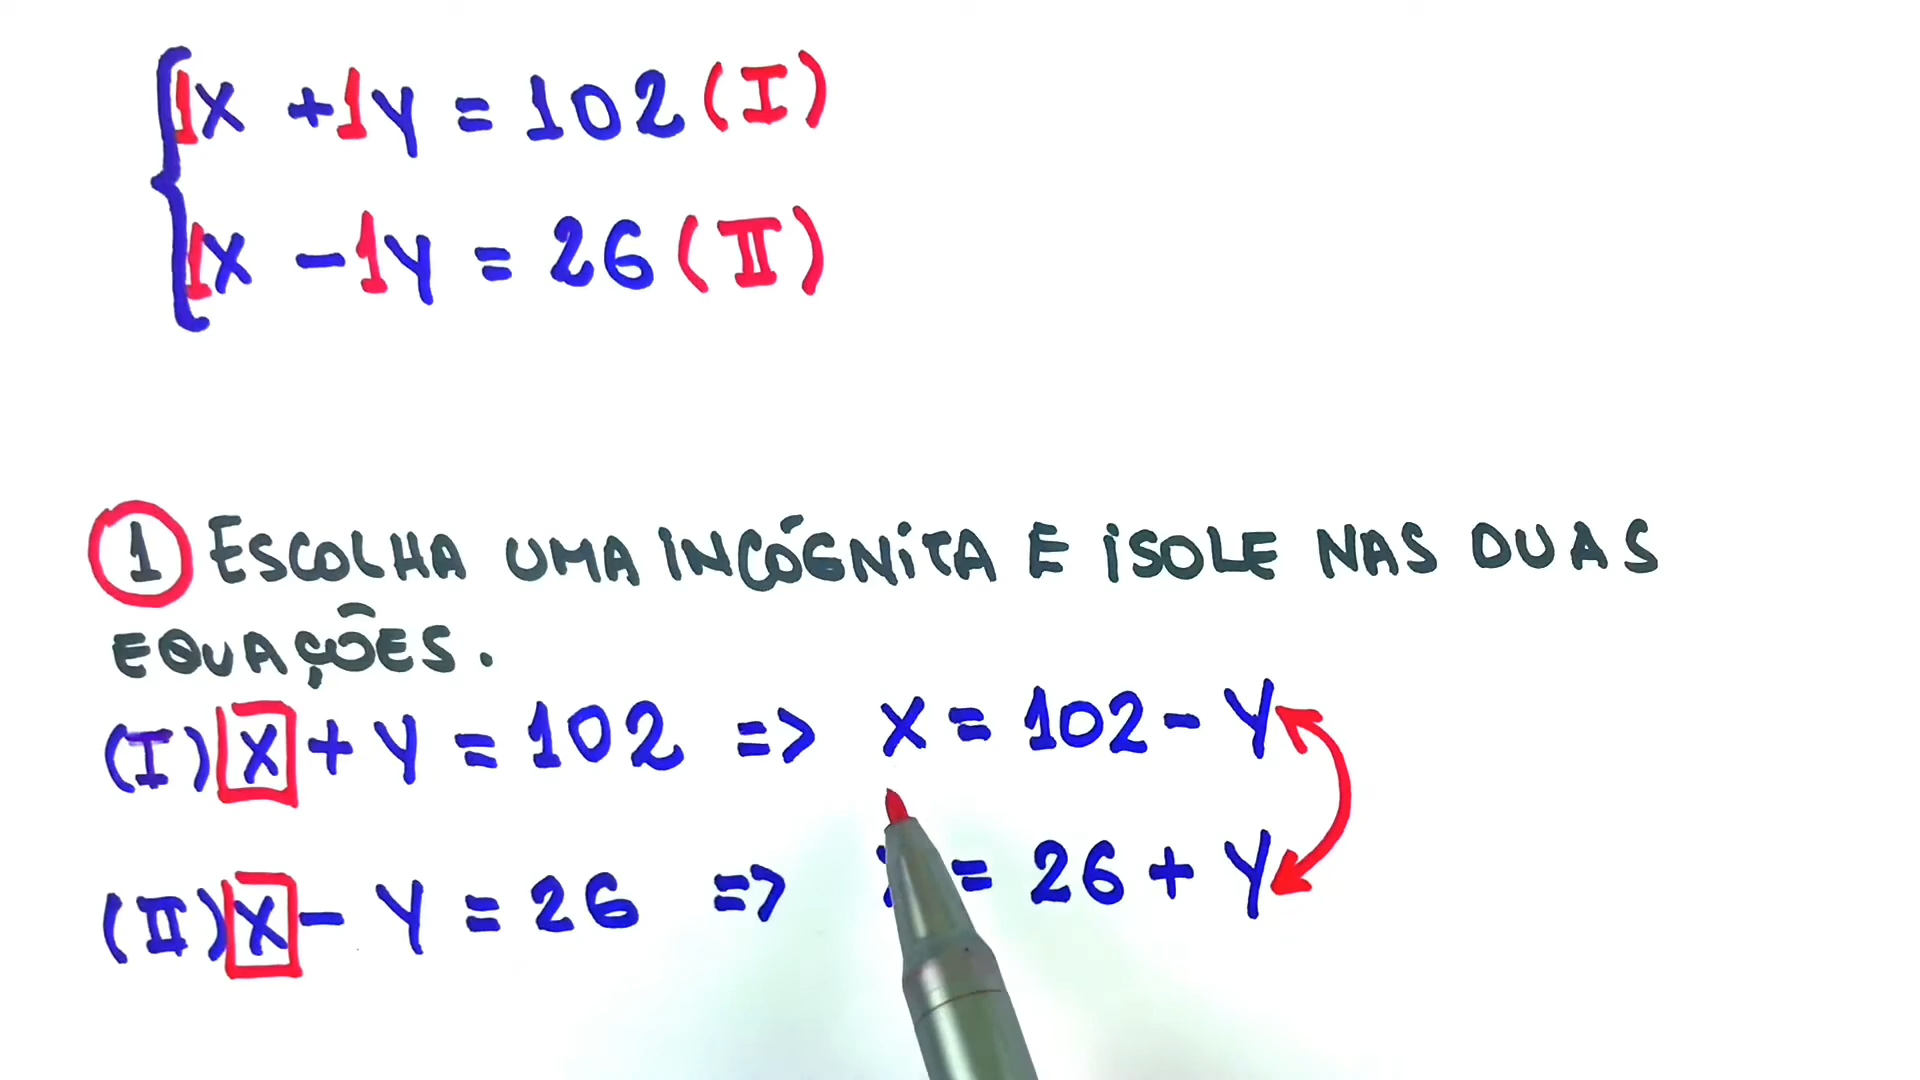 1x + 1y = 102 (I)
1x - 1y = 26 (II)
1 ESCOLHA UMA INCÓGNITA E ISOLE NAS DUAS
EQUAÇÕES.
(I) x + y = 102 => x = 102 - y
(II) x - y = 26 => = 26 + y